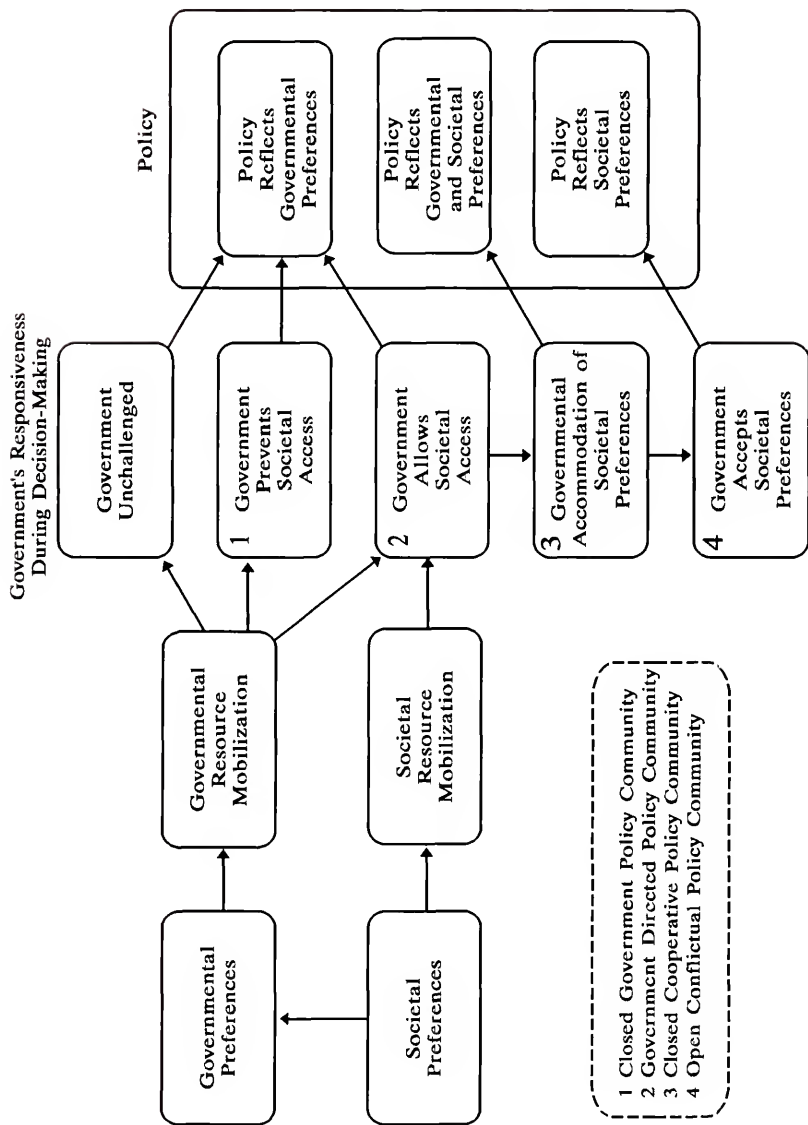 Government's Responsiveness
During Decision-Making
Policy
Governmental
Preferences
Societal
Preferences
Governmental
Resource
Mobilization
Societal
Resource
Mobilization
Government
Unchallenged
1 Government
Prevents
Societal
Access
2 Government
Allows
Societal
Access
3 Governmental
Accommodation of
Societal
Preferences
4 Government
Accepts
Societal
Preferences
Policy
Reflects
Governmental
Preferences
Policy
Reflects
Governmental
and Societal
Preferences
Policy
Reflects
Societal
Preferences
1 Closed Government Policy Community
2 Government Directed Policy Community
3 Closed Cooperative Policy Community
4 Open Conflictual Policy Community